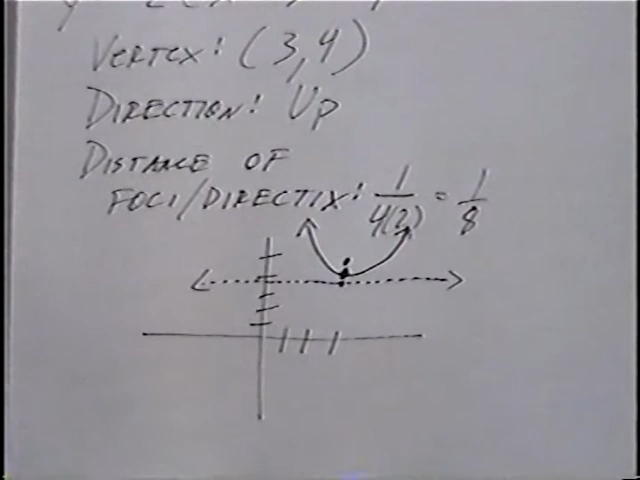 Vertex: (3,4)
Direction: Up
Distance of
Foci/Directix: 1/4(2) = 1/8